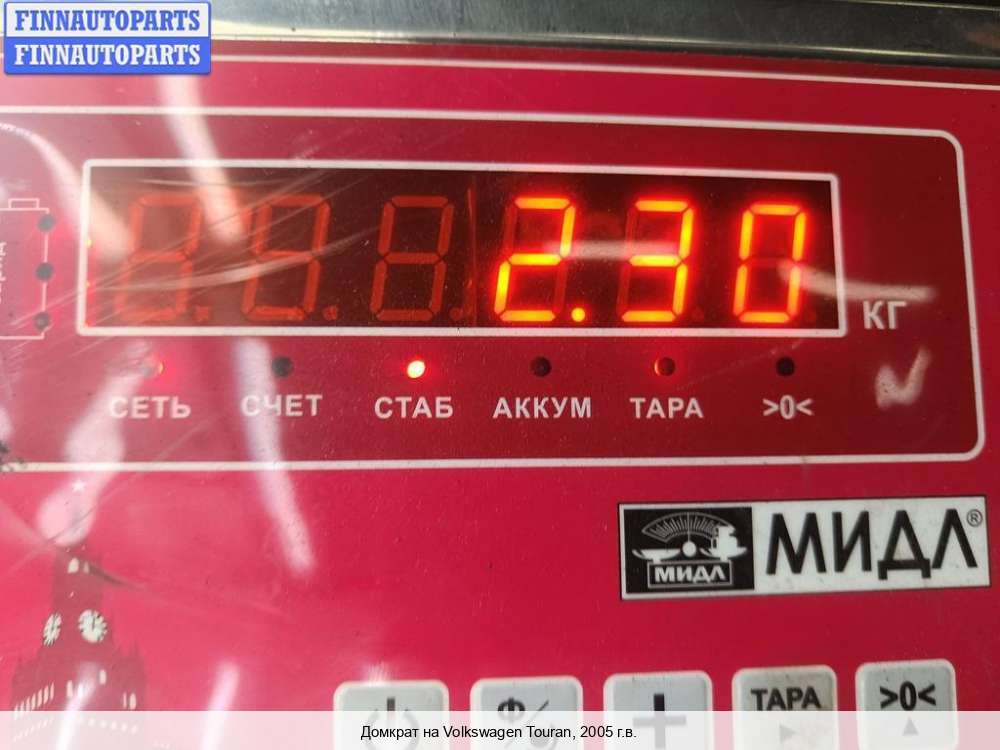 FINNAUTOPARTS
FINNAUTOPARTS
2.30
КГ
СЕТЬ СЧЕТ СТАБ АККУМ ТАРА >0<
МИДЛ МИДЛ®
Ф/
+
ТАРА
>0<
Домкрат на Volkswagen Touran, 2005 г.в.